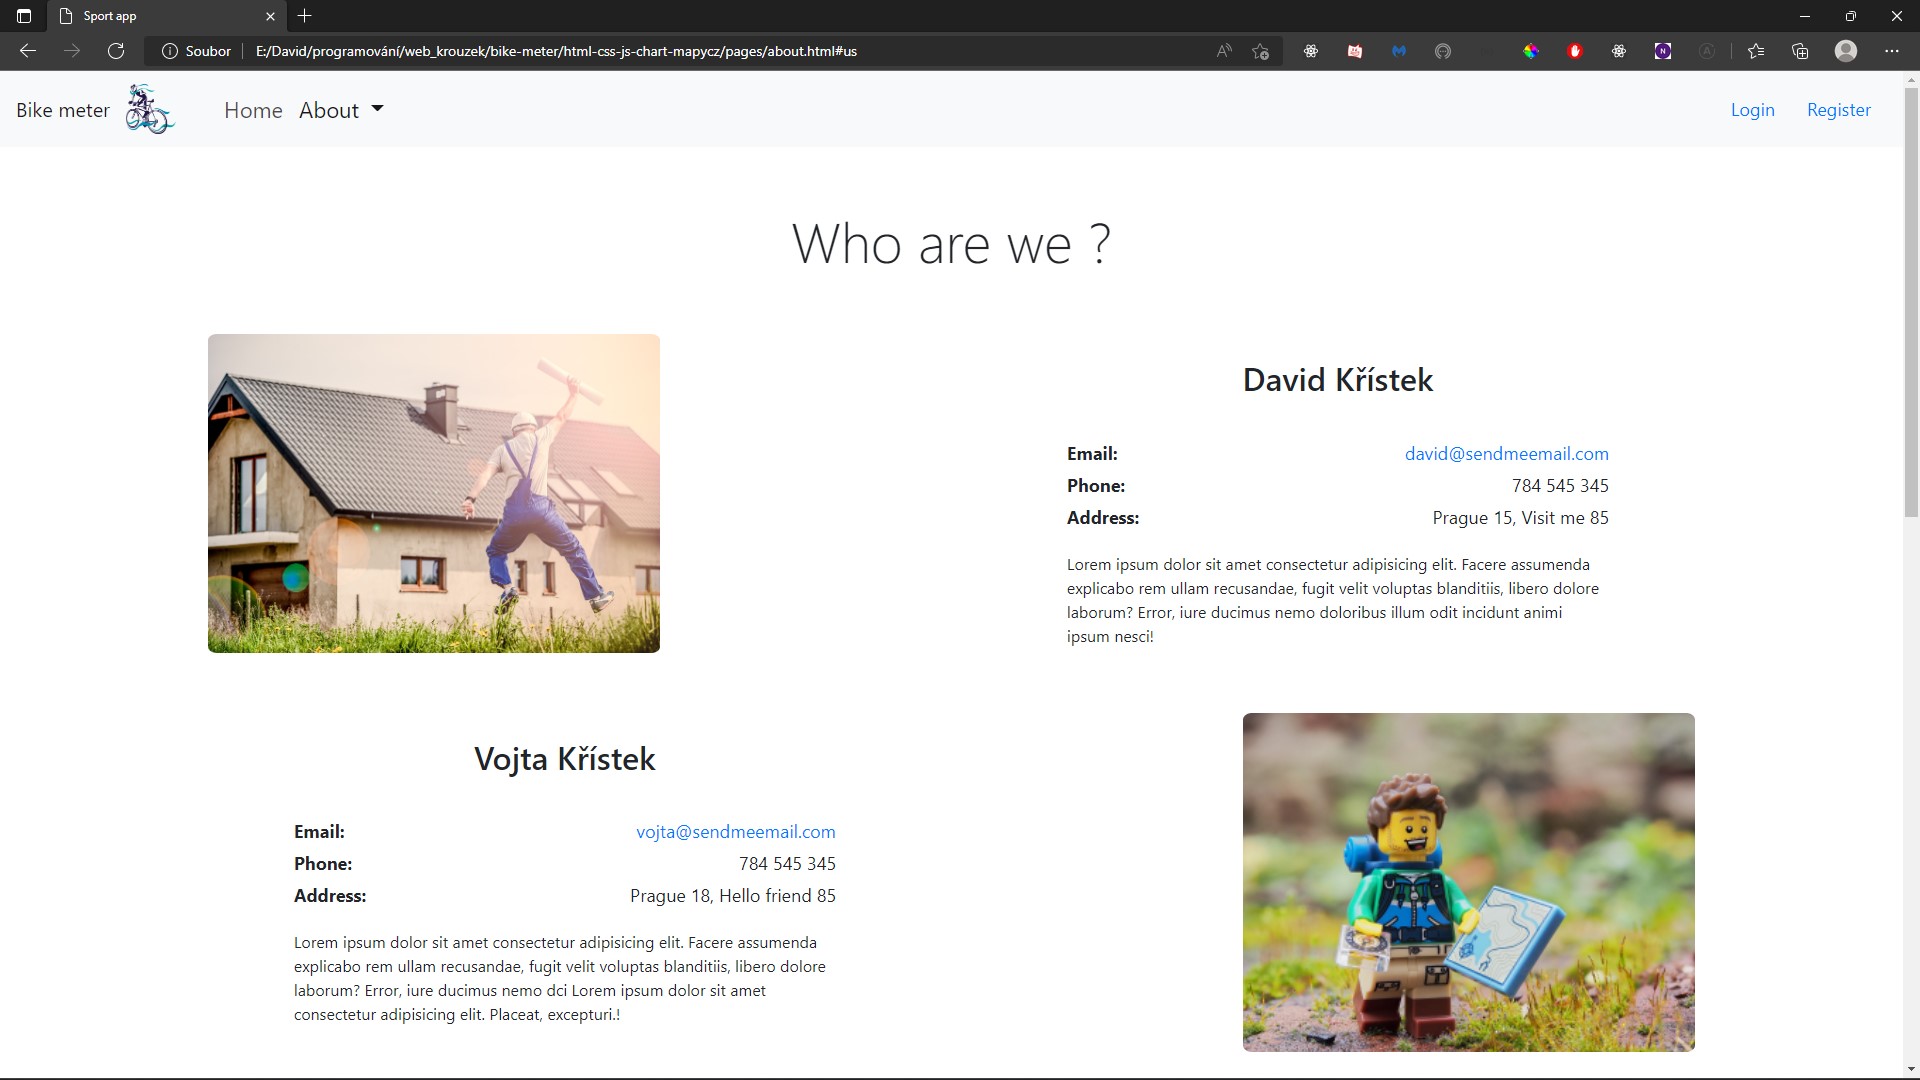 Sport app
Soubor
E:/David/programování/web_krouzek/bike-meter/html-css-js-chart-mapycz/pages/about.html#us
Bike meter
Home
About
Login
Register
Who are we ?
David Křístek
Email: david@sendmeemail.com
Phone: 784 545 345
Address: Prague 15, Visit me 85
Lorem ipsum dolor sit amet consectetur adipisicing elit. Facere assumenda
explicabo rem ullam recusandae, fugit velit voluptas blanditiis, libero dolore
laborum? Error, iure ducimus nemo doloribus illum odit incidunt animi
ipsum nesci!
Vojta Křístek
Email: vojta@sendmeemail.com
Phone: 784 545 345
Address: Prague 18, Hello friend 85
Lorem ipsum dolor sit amet consectetur adipisicing elit. Facere assumenda
explicabo rem ullam recusandae, fugit velit voluptas blanditiis, libero dolore
laborum? Error, iure ducimus nemo dci Lorem ipsum dolor sit amet
consectetur adipisicing elit. Placeat, excepturi.!